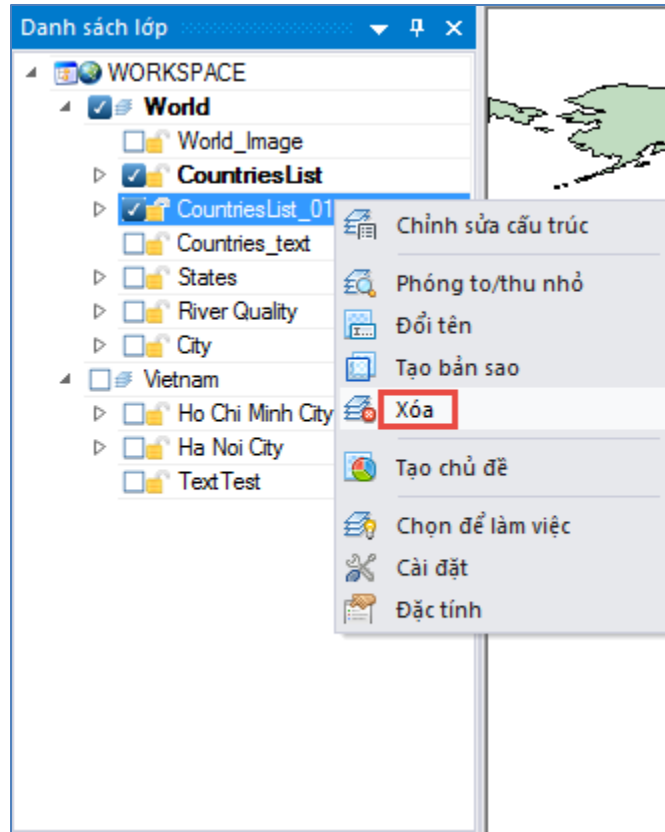 Danh sách lớp
WORKSPACE
World
World_Image
CountriesList
CountriesList_01
Countries_text
States
River Quality
City
Vietnam
Ho Chi Minh City
Ha Noi City
TextTest
Chỉnh sửa cấu trúc
Phóng to/thu nhỏ
Đổi tên
Tạo bản sao
Xóa
Tạo chủ đề
Chọn để làm việc
Cài đặt
Đặc tính